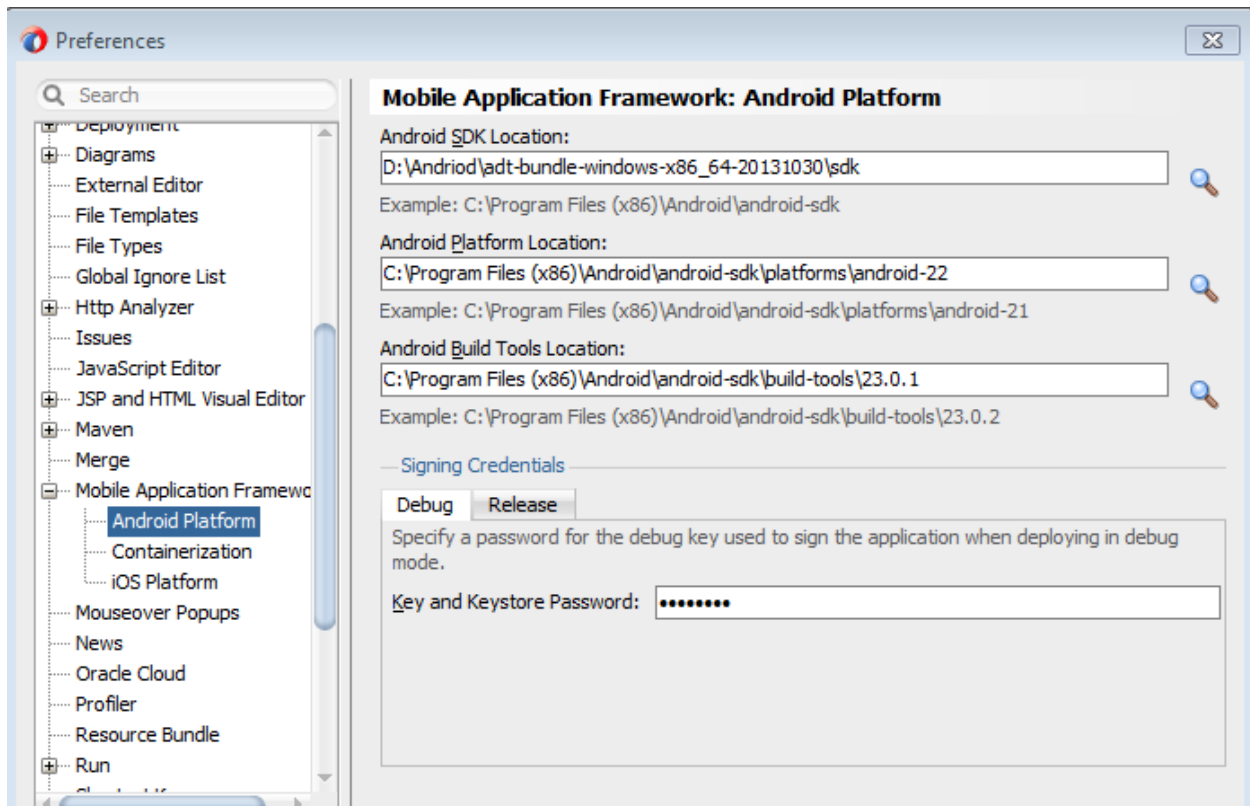 Preferences
Search
Deployment
Diagrams
External Editor
File Templates
File Types
Global Ignore List
Http Analyzer
Issues
JavaScript Editor
JSP and HTML Visual Editor
Maven
Merge
Mobile Application Framewo
Android Platform
Containerization
iOS Platform
Mouseover Popups
News
Oracle Cloud
Profiler
Resource Bundle
Run
Mobile Application Framework: Android Platform
Android SDK Location:
D:\Andriod\adt-bundle-windows-x86_64-20131030\sdk
Example: C:\Program Files (x86)\Android\android-sdk
Android Platform Location:
C:\Program Files (x86)\Android\android-sdk\platforms\android-22
Example: C:\Program Files (x86)\Android\android-sdk\platforms\android-21
Android Build Tools Location:
C:\Program Files (x86)\Android\android-sdk\build-tools\23.0.1
Example: C:\Program Files (x86)\Android\android-sdk\build-tools\23.0.2
Signing Credentials
Debug Release
Specify a password for the debug key used to sign the application when deploying in debug
mode.
Key and Keystore Password: ••••••••